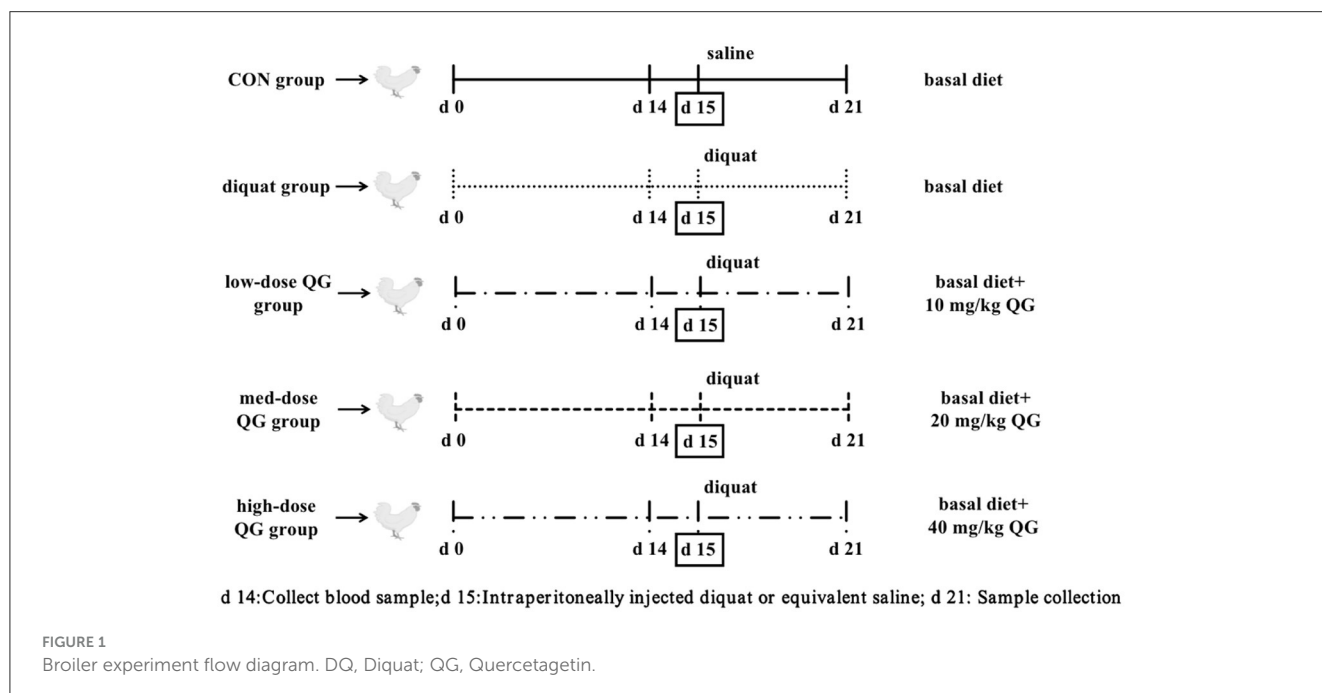 saline
CON group
basal diet
d 0
d 14
d 15
d 21
diquat
diquat group
basal diet
d 0
d 14
d 15
d 21
diquat
low-dose QG
group
basal diet+
10 mg/kg QG
d 0
d 14
d 15
d 21
diquat
med-dose
QG group
basal diet+
20 mg/kg QG
d 0
d 14
d 15
d 21
diquat
high-dose
QG group
basal diet+
40 mg/kg QG
d 0
d 14
d 15
d 21
d 14:Collect blood sample;d 15:Intraperitoneally injected diquat or equivalent saline; d 21: Sample collection
FIGURE 1
Broiler experiment flow diagram. DQ, Diquat; QG, Quercetagetin.